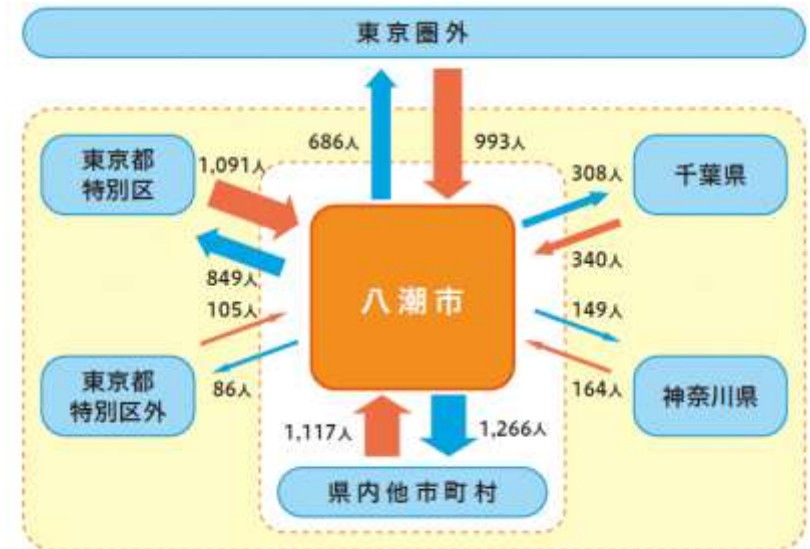 東京圏外
686人
993人
東京都
特別区
1,091人
308人
千葉県
849人
340人
八潮市
105人
149人
東京都
特別区外
86人
164人
神奈川県
1,117人
1,266人
県内他市町村